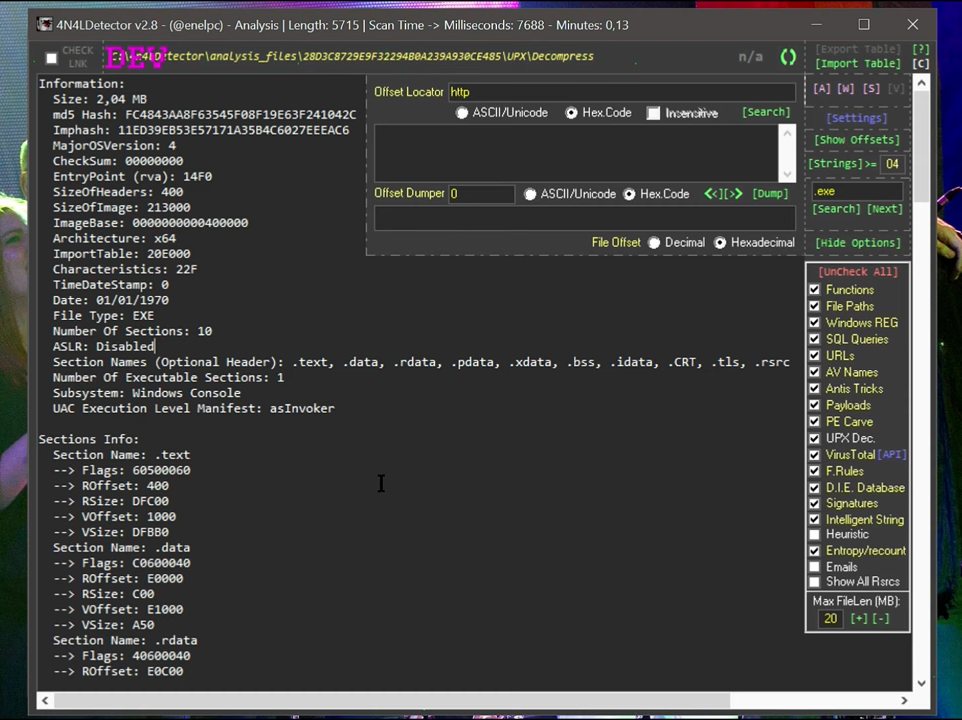 4N4LDetector v2.8 - (@enelpc) - Analysis | Length: 5715 | Scan Time -> Milliseconds: 7688 - Minutes: 0,13
CHECK LNK
DEV
\4n4LDetector\analysis_files\28D3C8729E9F32294B0A239A930CE485\UPX\Decompress
n/a
[Export Table] [?]
[Import Table] [C]
Information:
Size: 2,04 MB
md5 Hash: FC4843AA8F63545F08F19E63F241042C
Imphash: 11ED39EB53E57171A35B4C6027EEEAC6
MajorOSVersion: 4
CheckSum: 00000000
EntryPoint (rva): 14F0
SizeOfHeaders: 400
SizeOfImage: 213000
ImageBase: 0000000000400000
Architecture: x64
ImportTable: 20E000
Characteristics: 22F
TimeDateStamp: 0
Date: 01/01/1970
File Type: EXE
Number Of Sections: 10
ASLR: Disabled
Section Names (Optional Header): .text, .data, .rdata, .pdata, .xdata, .bss, .idata, .CRT, .tls, .rsrc
Number Of Executable Sections: 1
Subsystem: Windows Console
UAC Execution Level Manifest: asInvoker
Sections Info:
Section Name: .text
--> Flags: 60500060
--> ROffset: 400
--> RSize: DFC00
--> VOffset: 1000
--> VSize: DFBB0
Section Name: .data
--> Flags: C0600040
--> ROffset: E0000
--> RSize: C00
--> VOffset: E1000
--> VSize: A50
Section Name: .rdata
--> Flags: 40600040
--> ROffset: E0C00
Offset Locator http
ASCII/Unicode Hex.Code Insensitive [Search]
Offset Dumper 0 ASCII/Unicode Hex.Code <<][>> [Dump]
File Offset Decimal Hexadecimal
[A] [W] [S] [V]
[Settings]
[Show Offsets]
[Strings]>= 04
.exe
[Search] [Next]
[Hide Options]
[UnCheck All]
Functions
File Paths
Windows REG
SQL Queries
URLs
AV Names
Antis Tricks
Payloads
PE Carve
UPX Dec.
VirusTotal [API]
F.Rules
D.I.E. Database
Signatures
Intelligent String
Heuristic
Entropy/recount
Emails
Show All Rsrcs
Max FileLen (MB):
20 [+] [-]